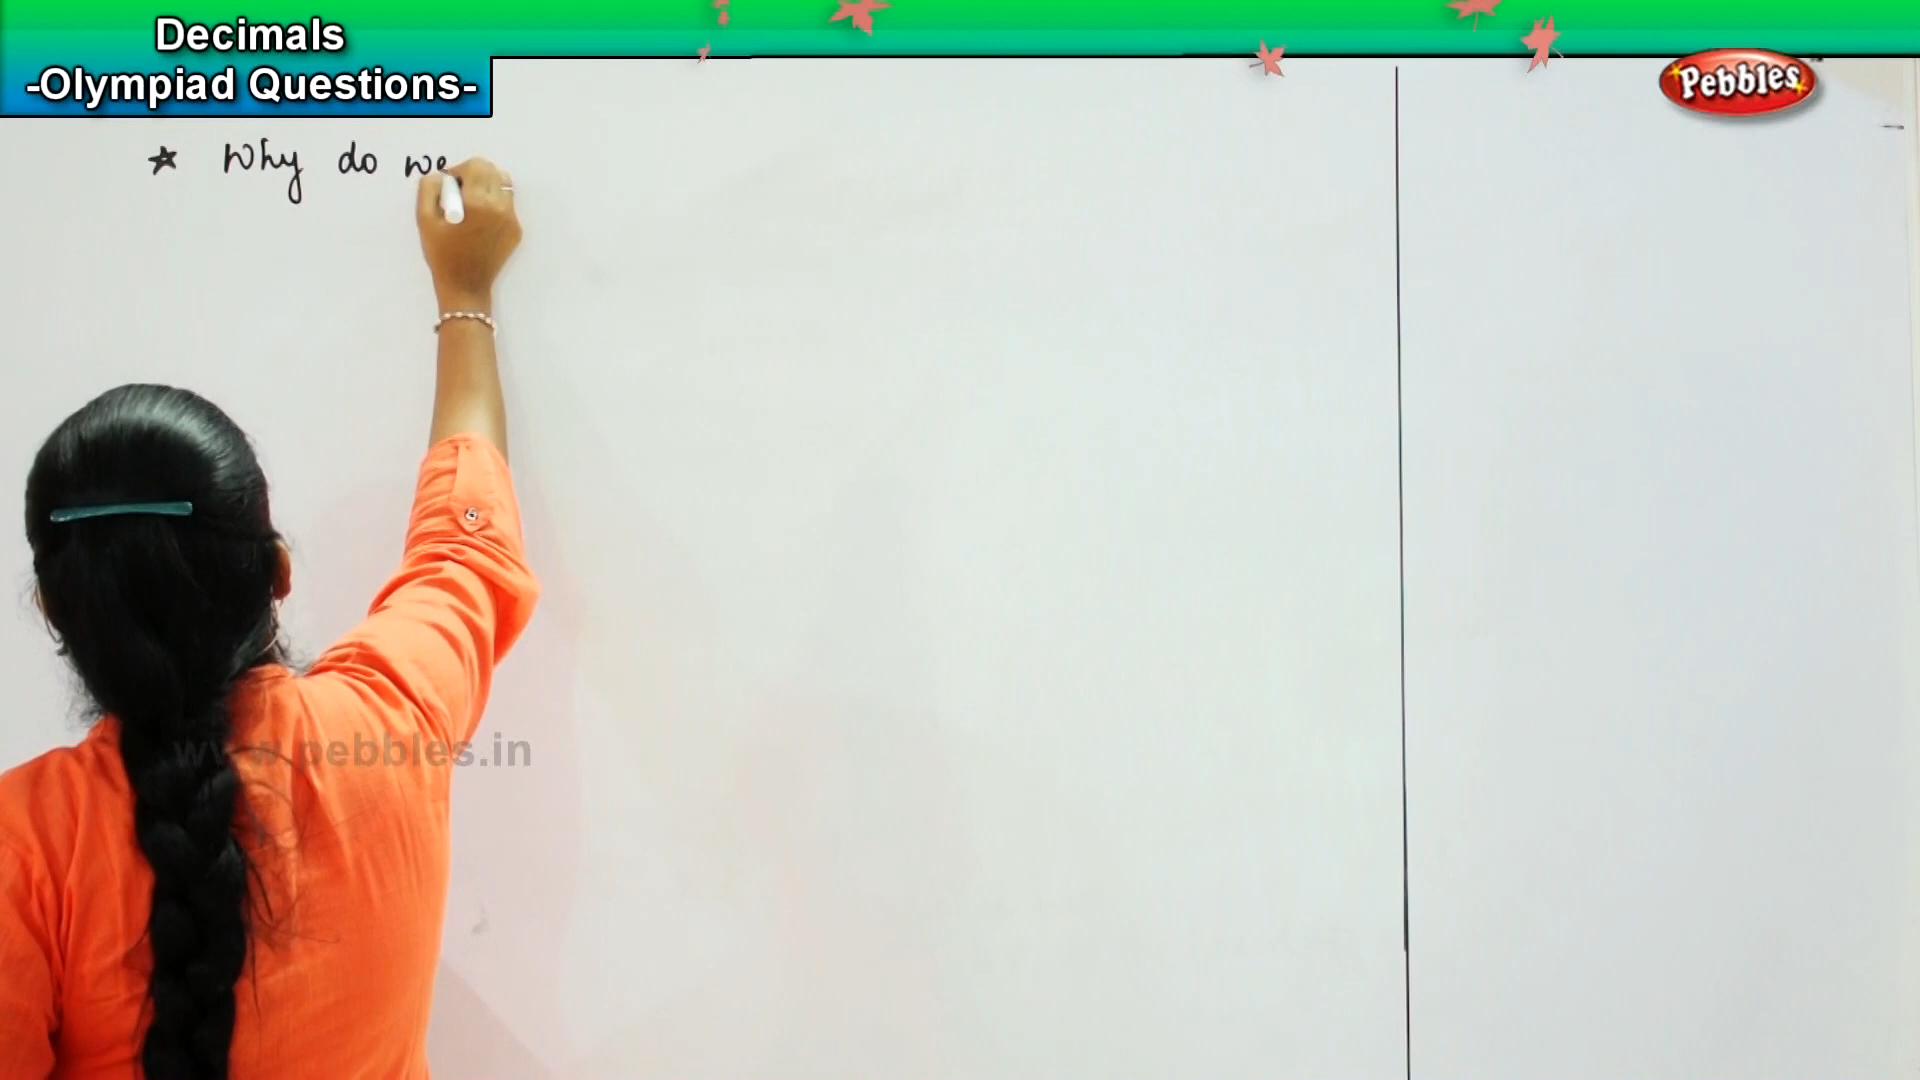 Decimals
-Olympiad Questions-
Pebbles
★ Why do we
www.pebbles.in